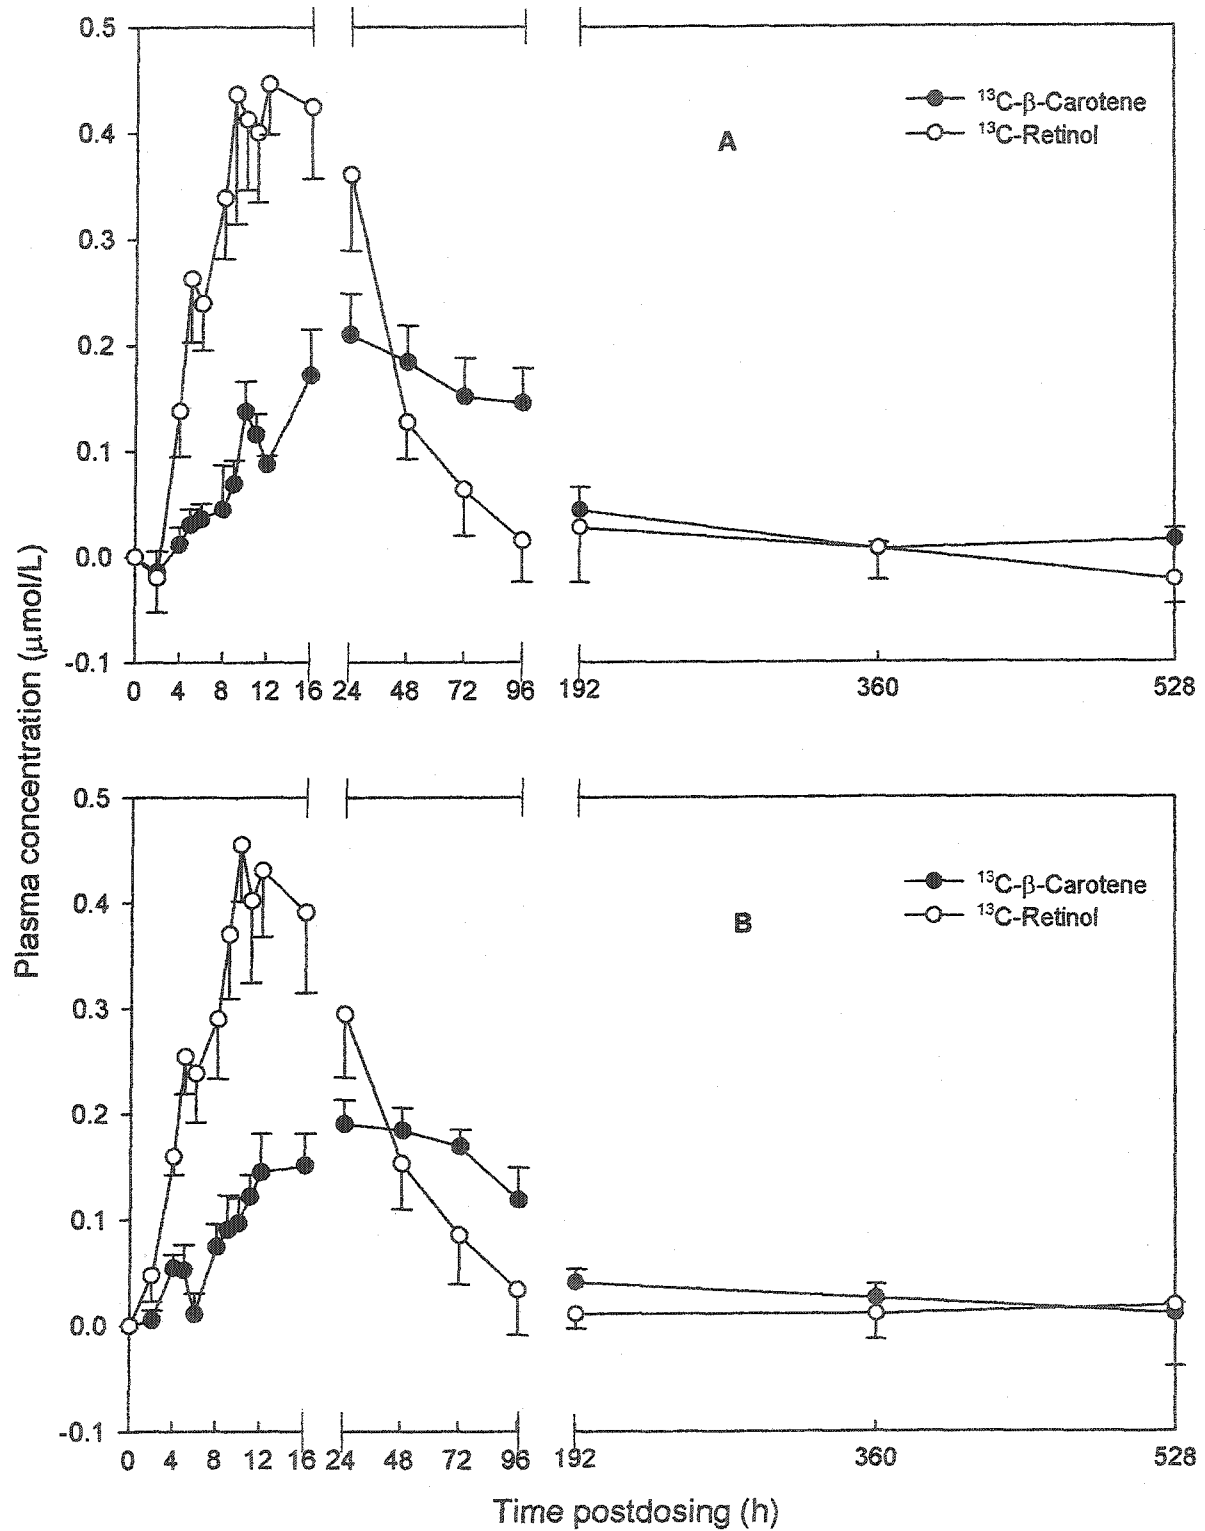 0.5
0.4
0.3
0.2
0.1
0.0
-0.1
A
¹³C-β-Carotene
¹³C-Retinol
0 4 8 12 16 24 48 72 96 192 360 528
Plasma concentration (μmol/L)
0.5
0.4
0.3
0.2
0.1
0.0
-0.1
B
¹³C-β-Carotene
¹³C-Retinol
0 4 8 12 16 24 48 72 96 192 360 528
Time postdosing (h)